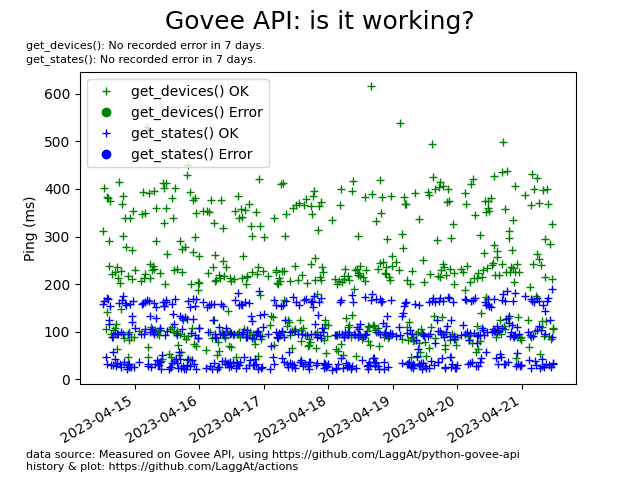 Govee API: is it working?
get_devices(): No recorded error in 7 days.
get_states(): No recorded error in 7 days.
get_devices() OK
get_devices() Error
get_states() OK
get_states() Error
Ping (ms)
600
500
400
300
200
100
0
2023-04-15
2023-04-16
2023-04-17
2023-04-18
2023-04-19
2023-04-20
2023-04-21
data source: Measured on Govee API, using https://github.com/LaggAt/python-govee-api
history & plot: https://github.com/LaggAt/actions